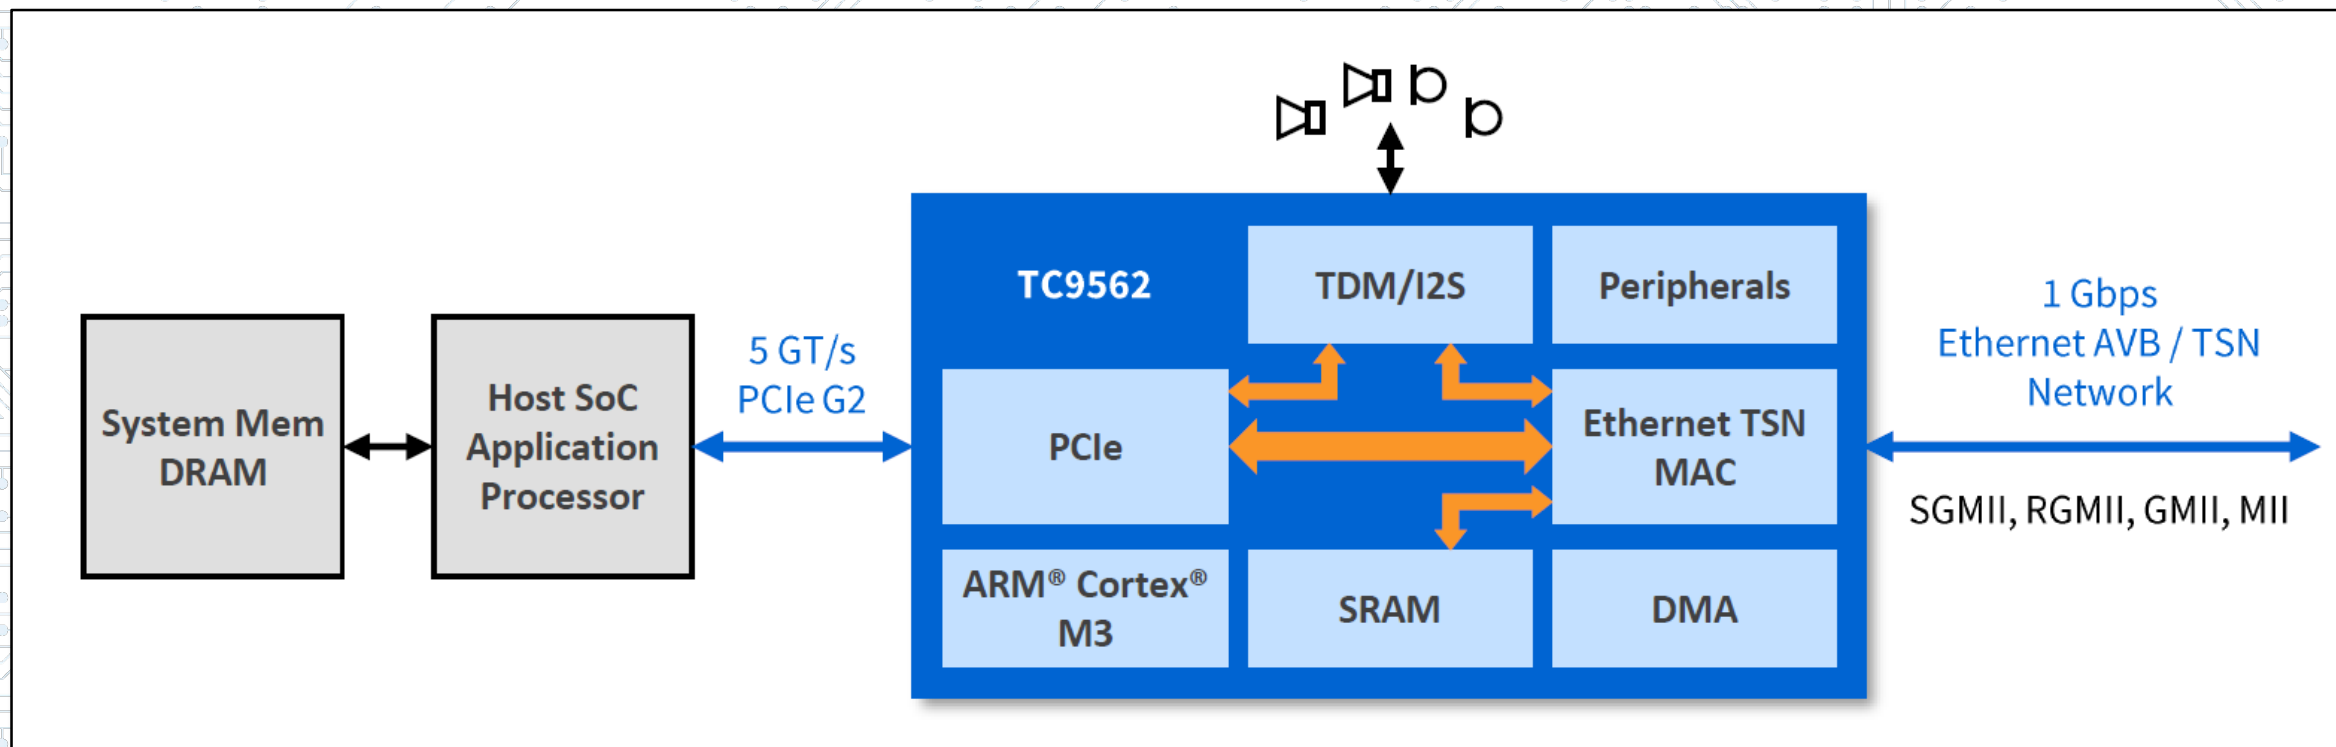 System Mem
DRAM
Host SoC
Application
Processor
5 GT/s
PCIe G2
TC9562
TDM/I2S
Peripherals
PCIe
Ethernet TSN
MAC
ARM® Cortex®
M3
SRAM
DMA
1 Gbps
Ethernet AVB / TSN
Network
SGMII, RGMII, GMII, MII